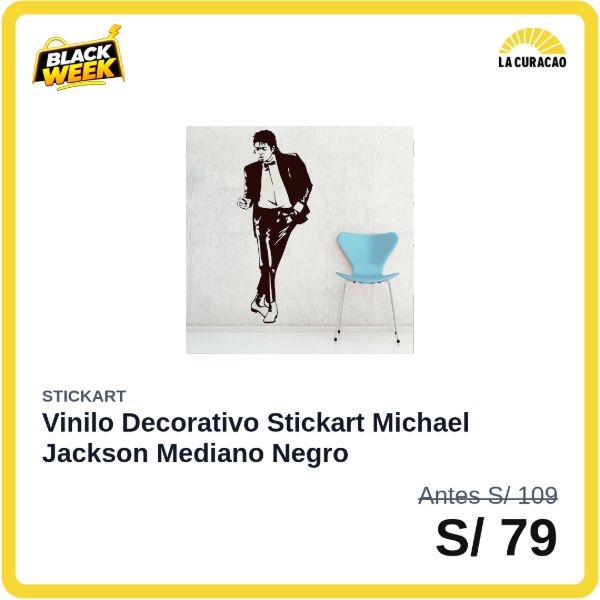 BLACK
WEEK
LA CURACAO
STICKART
Vinilo Decorativo Stickart Michael
Jackson Mediano Negro
Antes S/ 109
S/ 79